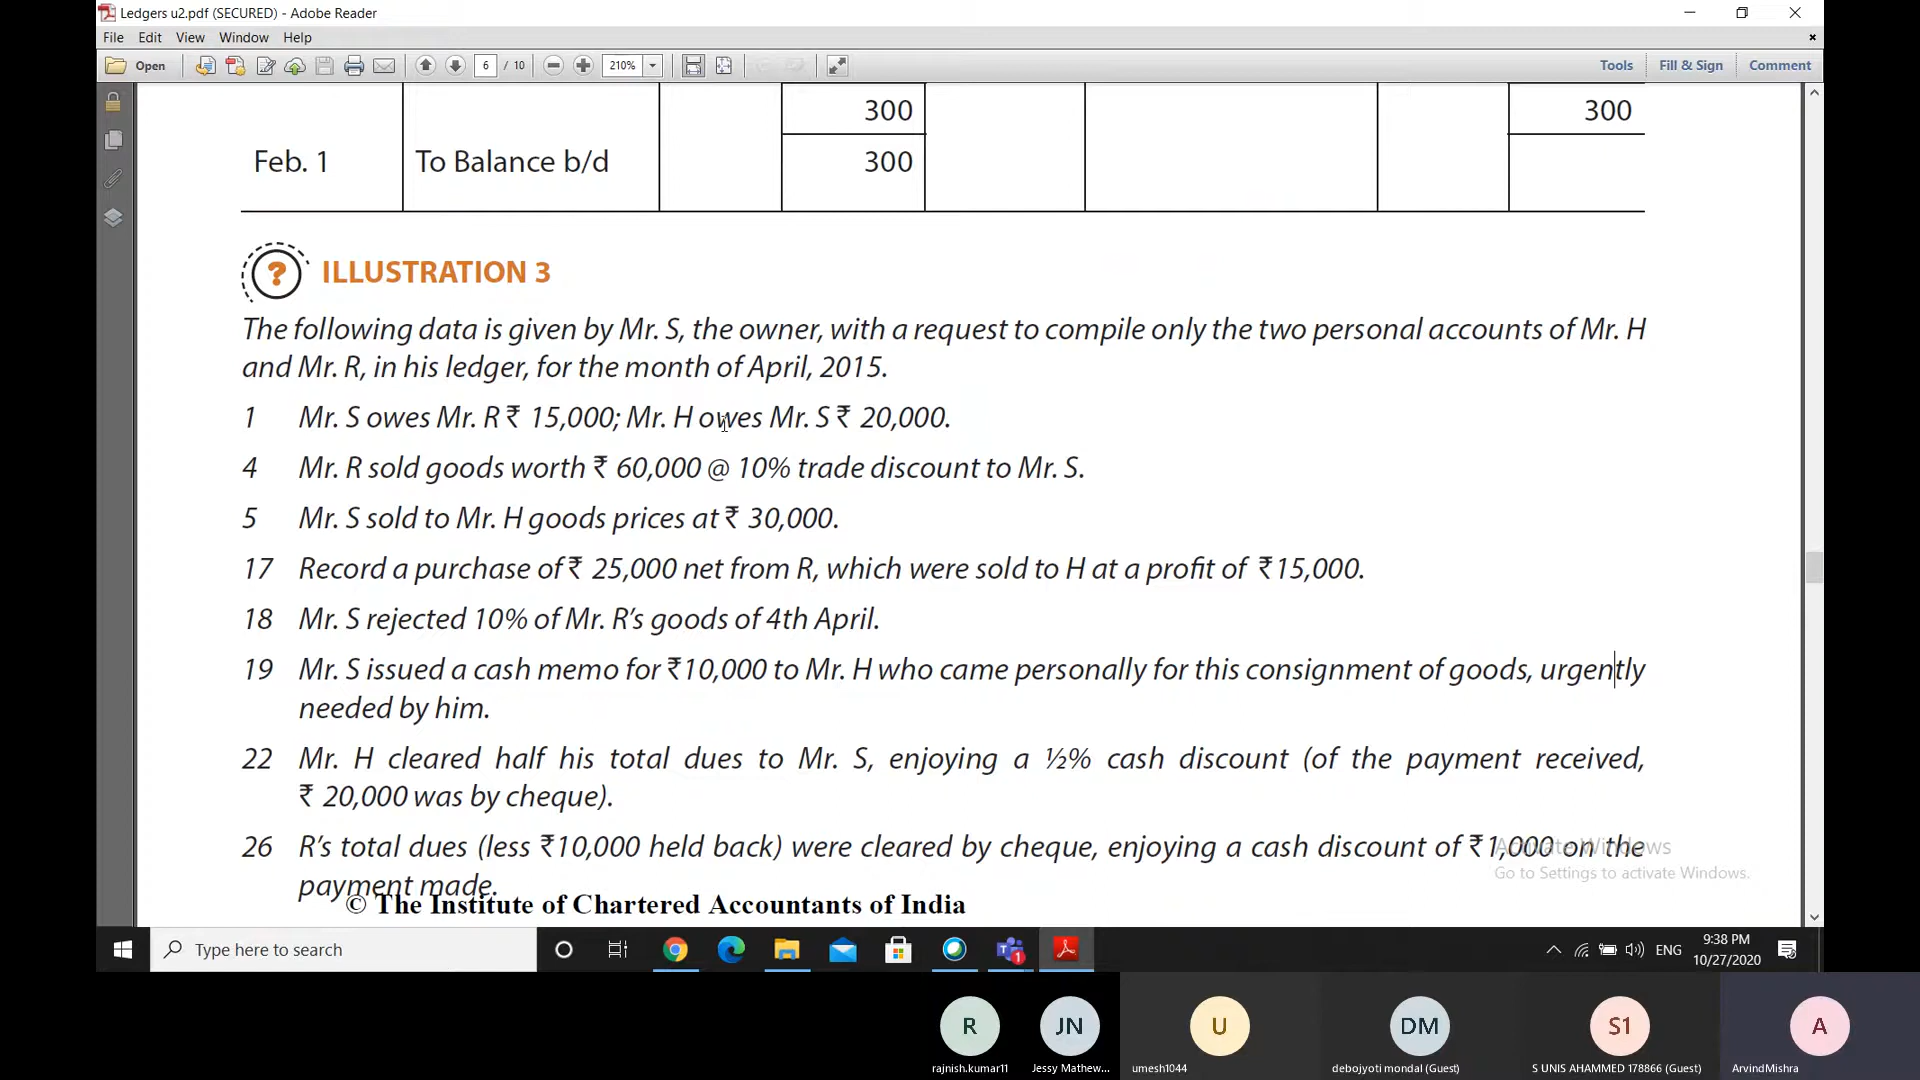 Ledgers u2.pdf (SECURED) - Adobe Reader
File Edit View Window Help
Open 6 / 10 210% Tools Fill & Sign Comment
300 300
Feb. 1 To Balance b/d 300
? ILLUSTRATION 3
The following data is given by Mr. S, the owner, with a request to compile only the two personal accounts of Mr. H
and Mr. R, in his ledger, for the month of April, 2015.
1 Mr. S owes Mr. R ₹ 15,000; Mr. H owes Mr. S ₹ 20,000.
4 Mr. R sold goods worth ₹ 60,000 @ 10% trade discount to Mr. S.
5 Mr. S sold to Mr. H goods prices at ₹ 30,000.
17 Record a purchase of ₹ 25,000 net from R, which were sold to H at a profit of ₹15,000.
18 Mr. S rejected 10% of Mr. R’s goods of 4th April.
19 Mr. S issued a cash memo for ₹10,000 to Mr. H who came personally for this consignment of goods, urgently
needed by him.
22 Mr. H cleared half his total dues to Mr. S, enjoying a ½% cash discount (of the payment received,
₹ 20,000 was by cheque).
26 R’s total dues (less ₹10,000 held back) were cleared by cheque, enjoying a cash discount of ₹1,000 on the
payment made.
Activate Windows
Go to Settings to activate Windows.
© The Institute of Chartered Accountants of India
Type here to search
1
ENG
9:38 PM
10/27/2020
R JN U DM S1 A
rajnish.kumar11 Jessy Mathew... umesh1044 debojyoti mondal (Guest) S UNIS AHAMMED 178866 (Guest) ArvindMishra